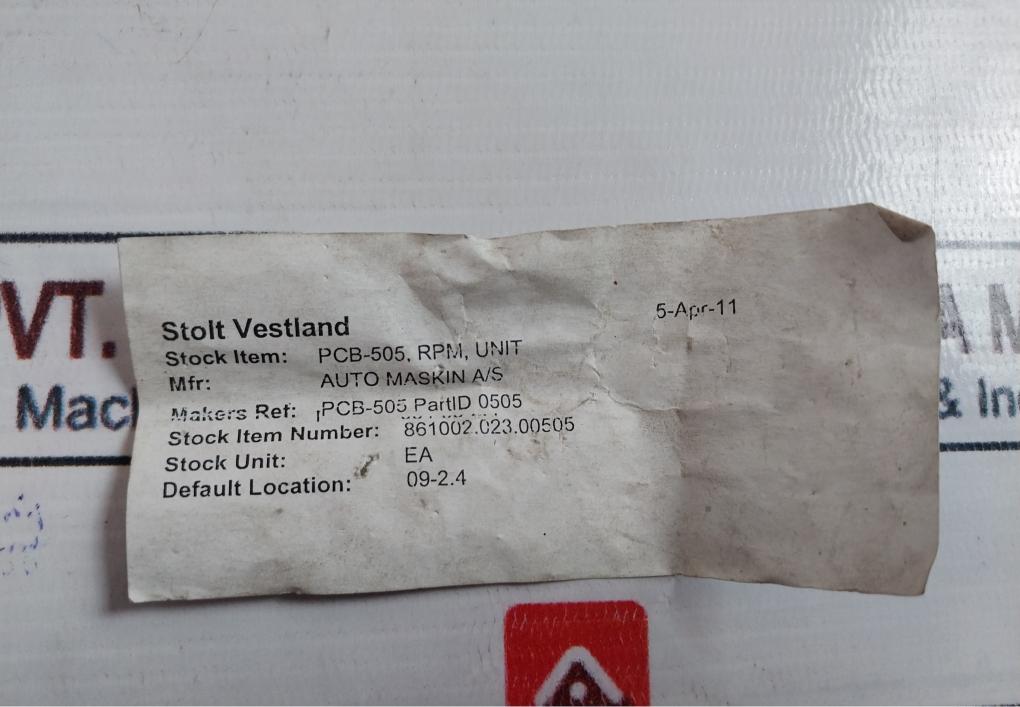 VT.
AM
Mac
& In
Stolt Vestland
5-Apr-11
Stock Item: PCB-505, RPM, UNIT
Mfr: AUTO MASKIN A/S
Makers Ref: PCB-505 PartID 0505
Stock Item Number: 861002.023.00505
Stock Unit: EA
Default Location: 09-2.4